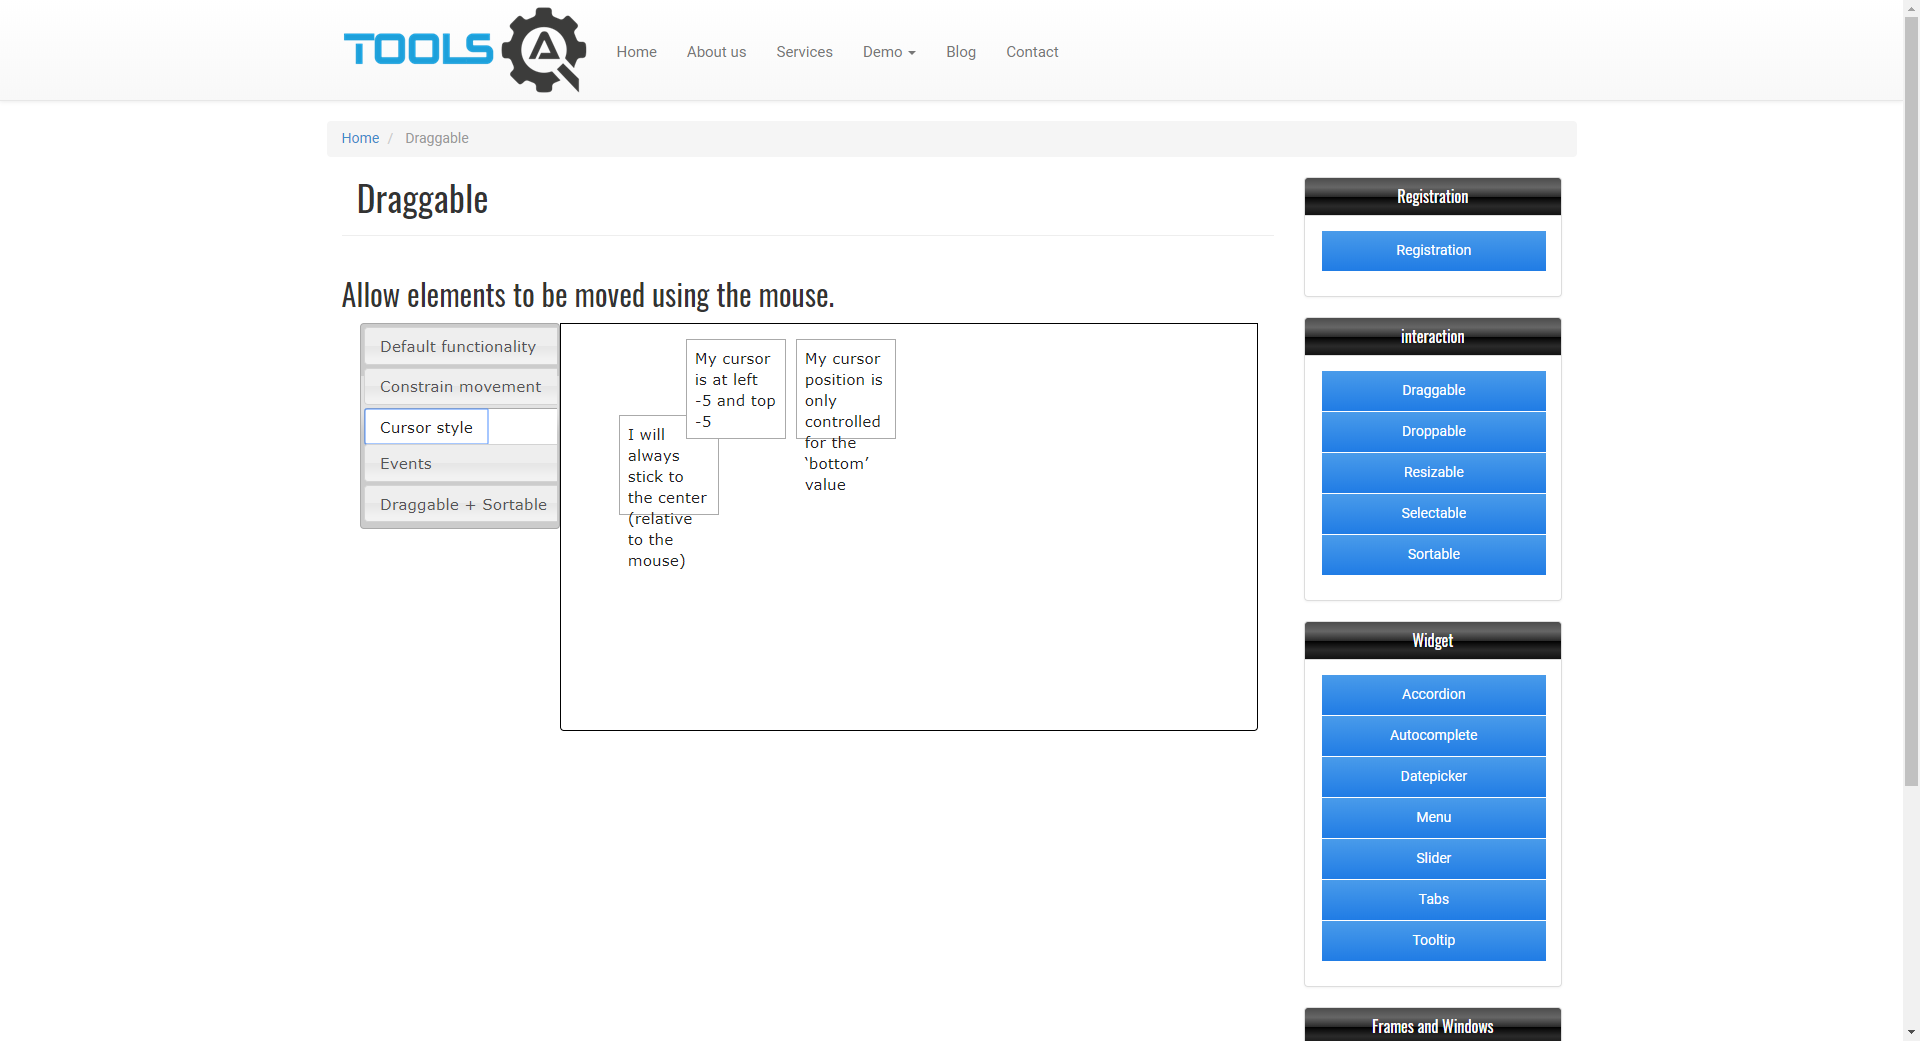 TOOLS QA
Home
About us
Services
Demo
Blog
Contact
Home / Draggable
Draggable
Allow elements to be moved using the mouse.
Default functionality
Constrain movement
Cursor style
Events
Draggable + Sortable
I will
always
stick to
the center
(relative
to the
mouse)
My cursor
is at left
-5 and top
-5
My cursor
position is
only
controlled
for the
‘bottom’
value
Registration
Registration
interaction
Draggable
Droppable
Resizable
Selectable
Sortable
Widget
Accordion
Autocomplete
Datepicker
Menu
Slider
Tabs
Tooltip
Frames and Windows